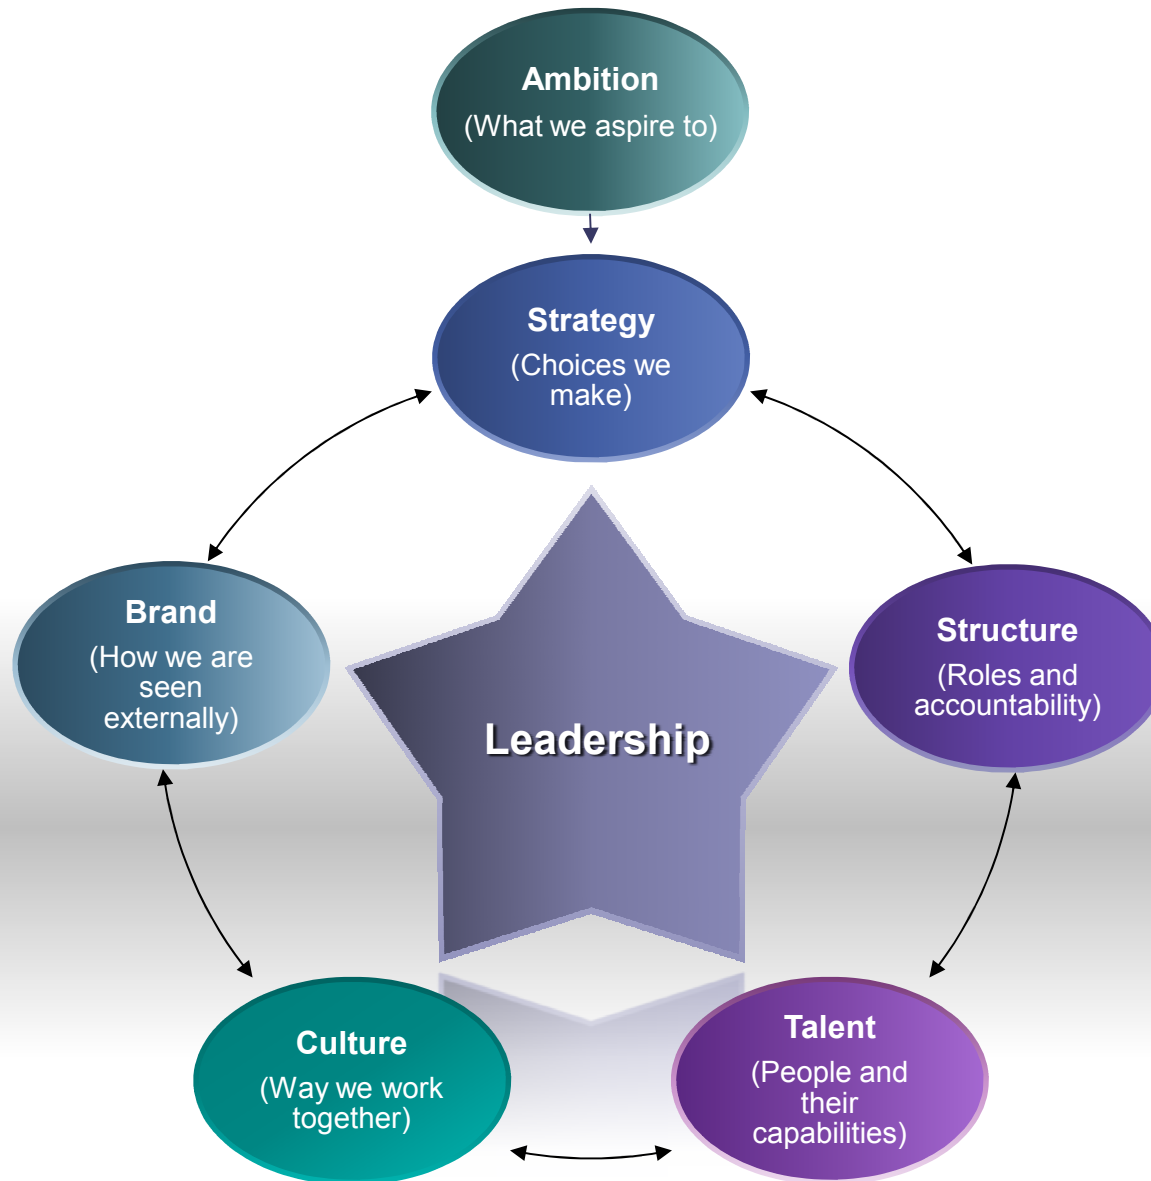 Ambition
(What we aspire to)
Strategy
(Choices we
make)
Brand
(How we are
seen
externally)
Structure
(Roles and
accountability)
Leadership
Culture
(Way we work
together)
Talent
(People and
their
capabilities)